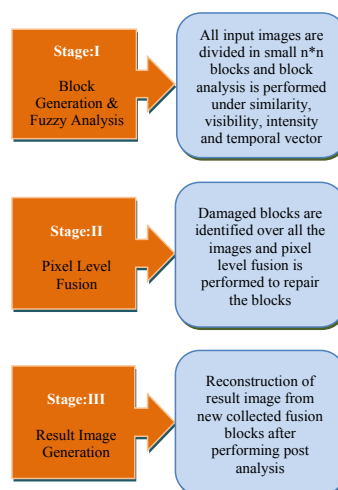 Stage:I
Block
Generation &
Fuzzy Analysis
All input images are
divided in small n*n
blocks and block
analysis is performed
under similarity,
visibility, intensity
and temporal vector
Stage:II
Pixel Level
Fusion
Damaged blocks are
identified over all the
images and pixel
level fusion is
performed to repair
the blocks
Stage:III
Result Image
Generation
Reconstruction of
result image from
new collected fusion
blocks after
performing post
analysis